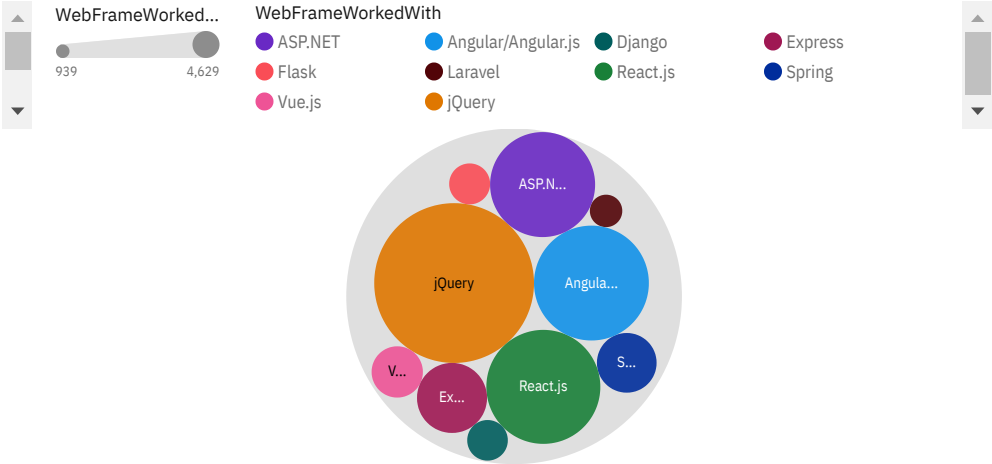 WebFrameWorked...
939
4,629
WebFrameWorkedWith
ASP.NET
Angular/Angular.js
Django
Express
Flask
Laravel
React.js
Spring
Vue.js
jQuery
ASP.N...
jQuery
Angula...
S...
V...
Ex...
React.js